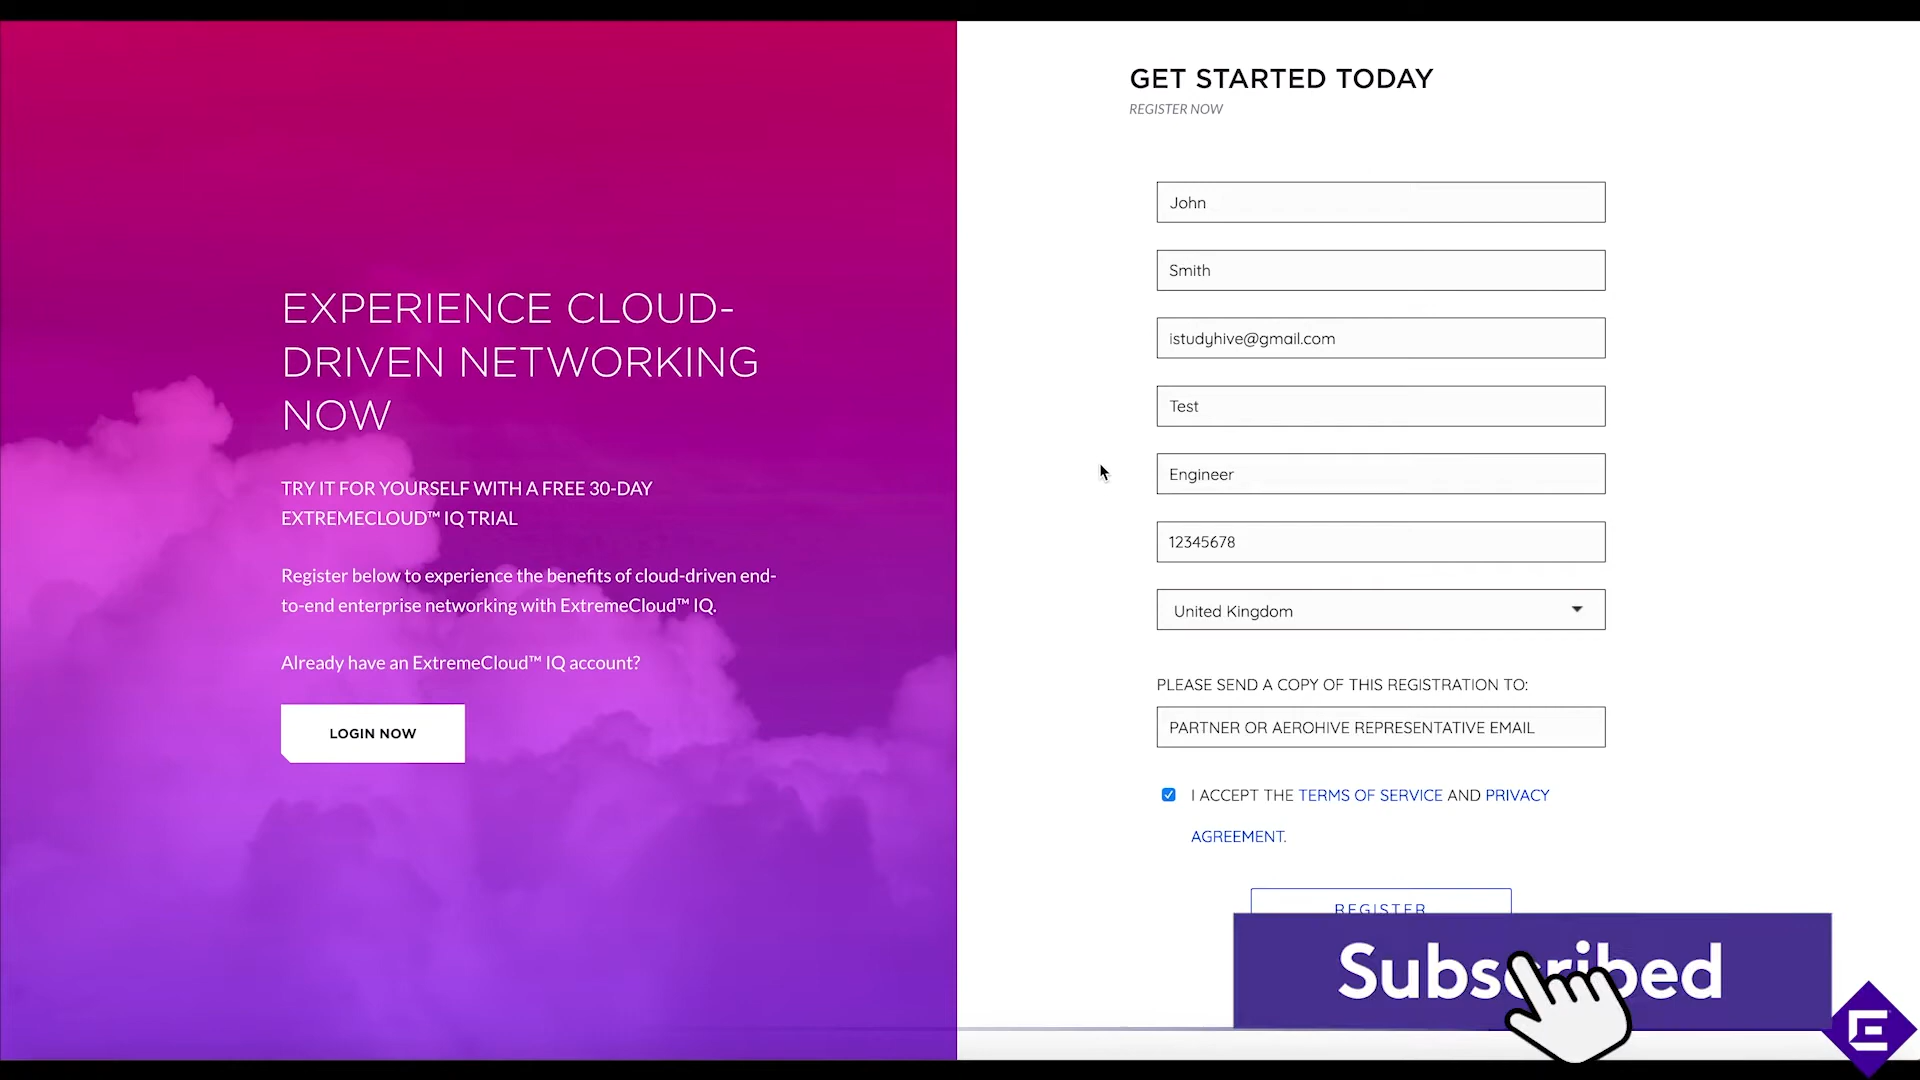 EXPERIENCE CLOUD-
DRIVEN NETWORKING
NOW
TRY IT FOR YOURSELF WITH A FREE 30-DAY
EXTREMECLOUD™ IQ TRIAL
Register below to experience the benefits of cloud-driven end-
to-end enterprise networking with ExtremeCloud™ IQ.
Already have an ExtremeCloud™ IQ account?
LOGIN NOW
GET STARTED TODAY
REGISTER NOW
John
Smith
istudyhive@gmail.com
Test
Engineer
12345678
United Kingdom
PLEASE SEND A COPY OF THIS REGISTRATION TO:
PARTNER OR AEROHIVE REPRESENTATIVE EMAIL
I ACCEPT THE TERMS OF SERVICE AND PRIVACY
AGREEMENT.
REGISTER
Subscribed
E